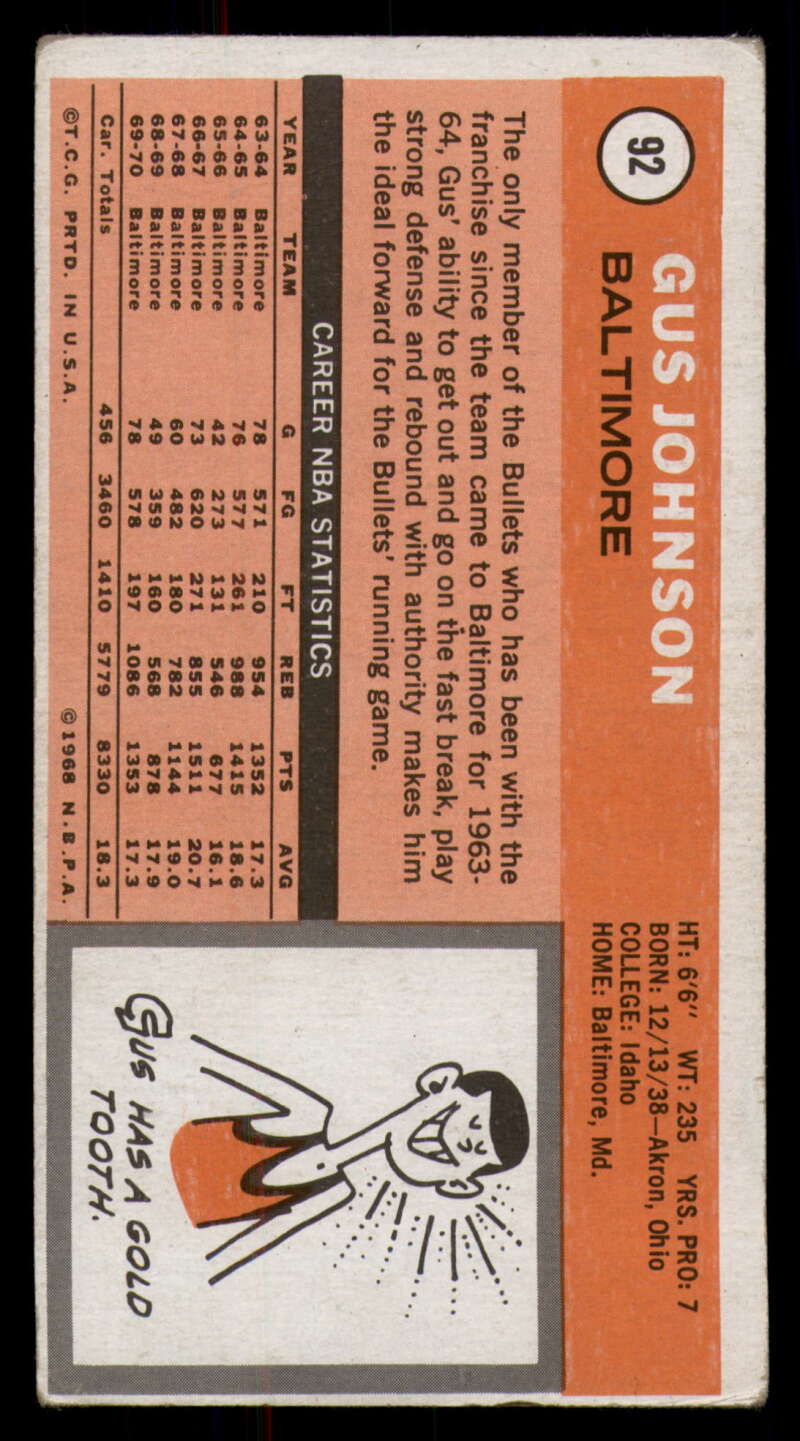 92
GUS JOHNSON
BALTIMORE
HT: 6'6" WT: 235 YRS. PRO: 7
BORN: 12/13/38—Akron, Ohio
COLLEGE: Idaho
HOME: Baltimore, Md.
The only member of the Bullets who has been with the
franchise since the team came to Baltimore for 1963-
64, Gus' ability to get out and go on the fast break, play
strong defense and rebound with authority makes him
the ideal forward for the Bullets' running game.
CAREER NBA STATISTICS
YEAR TEAM G FG FT REB PTS AVG
63-64 Baltimore 78 571 210 954 1352 17.3
64-65 Baltimore 76 577 261 988 1415 18.6
65-66 Baltimore 42 273 131 546 677 16.1
66-67 Baltimore 73 620 271 855 1511 20.7
67-68 Baltimore 60 482 180 782 1144 19.0
68-69 Baltimore 49 359 160 568 878 17.9
69-70 Baltimore 78 578 197 1086 1353 17.3
Car. Totals 456 3460 1410 5779 8330 18.3
©T.C.G. PRTD. IN U.S.A. ©1968 N.B.P.A.
GUS HAS A GOLD
TOOTH.